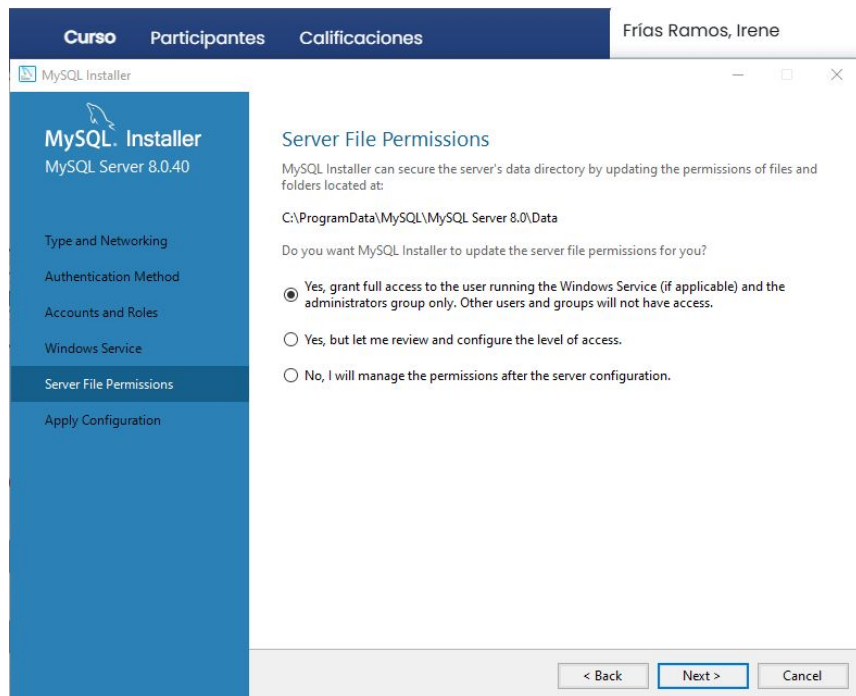 Curso Participantes Calificaciones
Frías Ramos, Irene
MySQL Installer
MySQL. Installer
MySQL Server 8.0.40
Type and Networking
Authentication Method
Accounts and Roles
Windows Service
Server File Permissions
Apply Configuration
Server File Permissions
MySQL Installer can secure the server's data directory by updating the permissions of files and
folders located at:
C:\ProgramData\MySQL\MySQL Server 8.0\Data
Do you want MySQL Installer to update the server file permissions for you?
Yes, grant full access to the user running the Windows Service (if applicable) and the
administrators group only. Other users and groups will not have access.
Yes, but let me review and configure the level of access.
No, I will manage the permissions after the server configuration.
< Back Next > Cancel